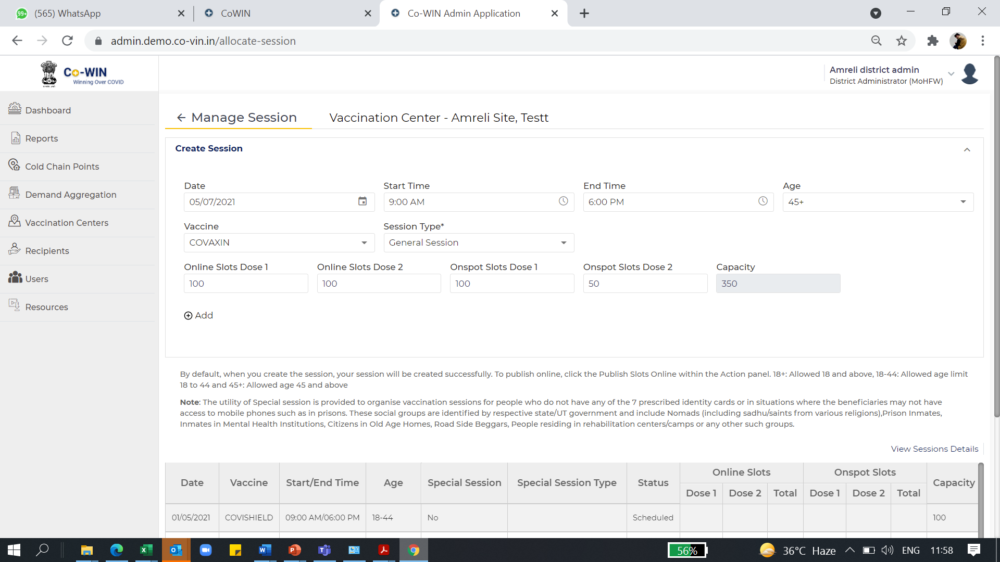 99+
(565) WhatsApp
CoWIN
Co-WIN Admin Application
admin.demo.co-vin.in/allocate-session
Co-WIN
Winning Over COVID
Amreli district admin
District Administrator (MoHFW)
Dashboard
Reports
Cold Chain Points
Demand Aggregation
Vaccination Centers
Recipients
Users
Resources
Manage Session
Vaccination Center - Amreli Site, Testt
Create Session
Date
Start Time
End Time
Age
05/07/2021
9:00 AM
6:00 PM
45+
Vaccine
Session Type*
COVAXIN
General Session
Online Slots Dose 1
Online Slots Dose 2
Onspot Slots Dose 1
Onspot Slots Dose 2
Capacity
100
100
100
50
350
Add
By default, when you create the session, your session will be created successfully. To publish online, click the Publish Slots Online within the Action panel. 18+: Allowed 18 and above, 18-44: Allowed age limit
18 to 44 and 45+: Allowed age 45 and above
Note: The utility of Special session is provided to organise vaccination sessions for people who do not have any of the 7 prescribed identity cards or in situations where the beneficiaries may not have
access to mobile phones such as in prisons. These social groups are identified by respective state/UT government and include Nomads (including sadhu/saints from various religions),Prison Inmates,
Inmates in Mental Health Institutions, Citizens in Old Age Homes, Road Side Beggars, People residing in rehabilitation centers/camps or any other such groups.
View Sessions Details
Date
Vaccine
Start/End Time
Age
Special Session
Special Session Type
Status
Online Slots
Onspot Slots
Capacity
Dose 1
Dose 2
Total
Dose 1
Dose 2
Total
01/05/2021
COVISHIELD
09:00 AM/06:00 PM
18-44
No
Scheduled
100
56%
36°C Haze
ENG
11:58